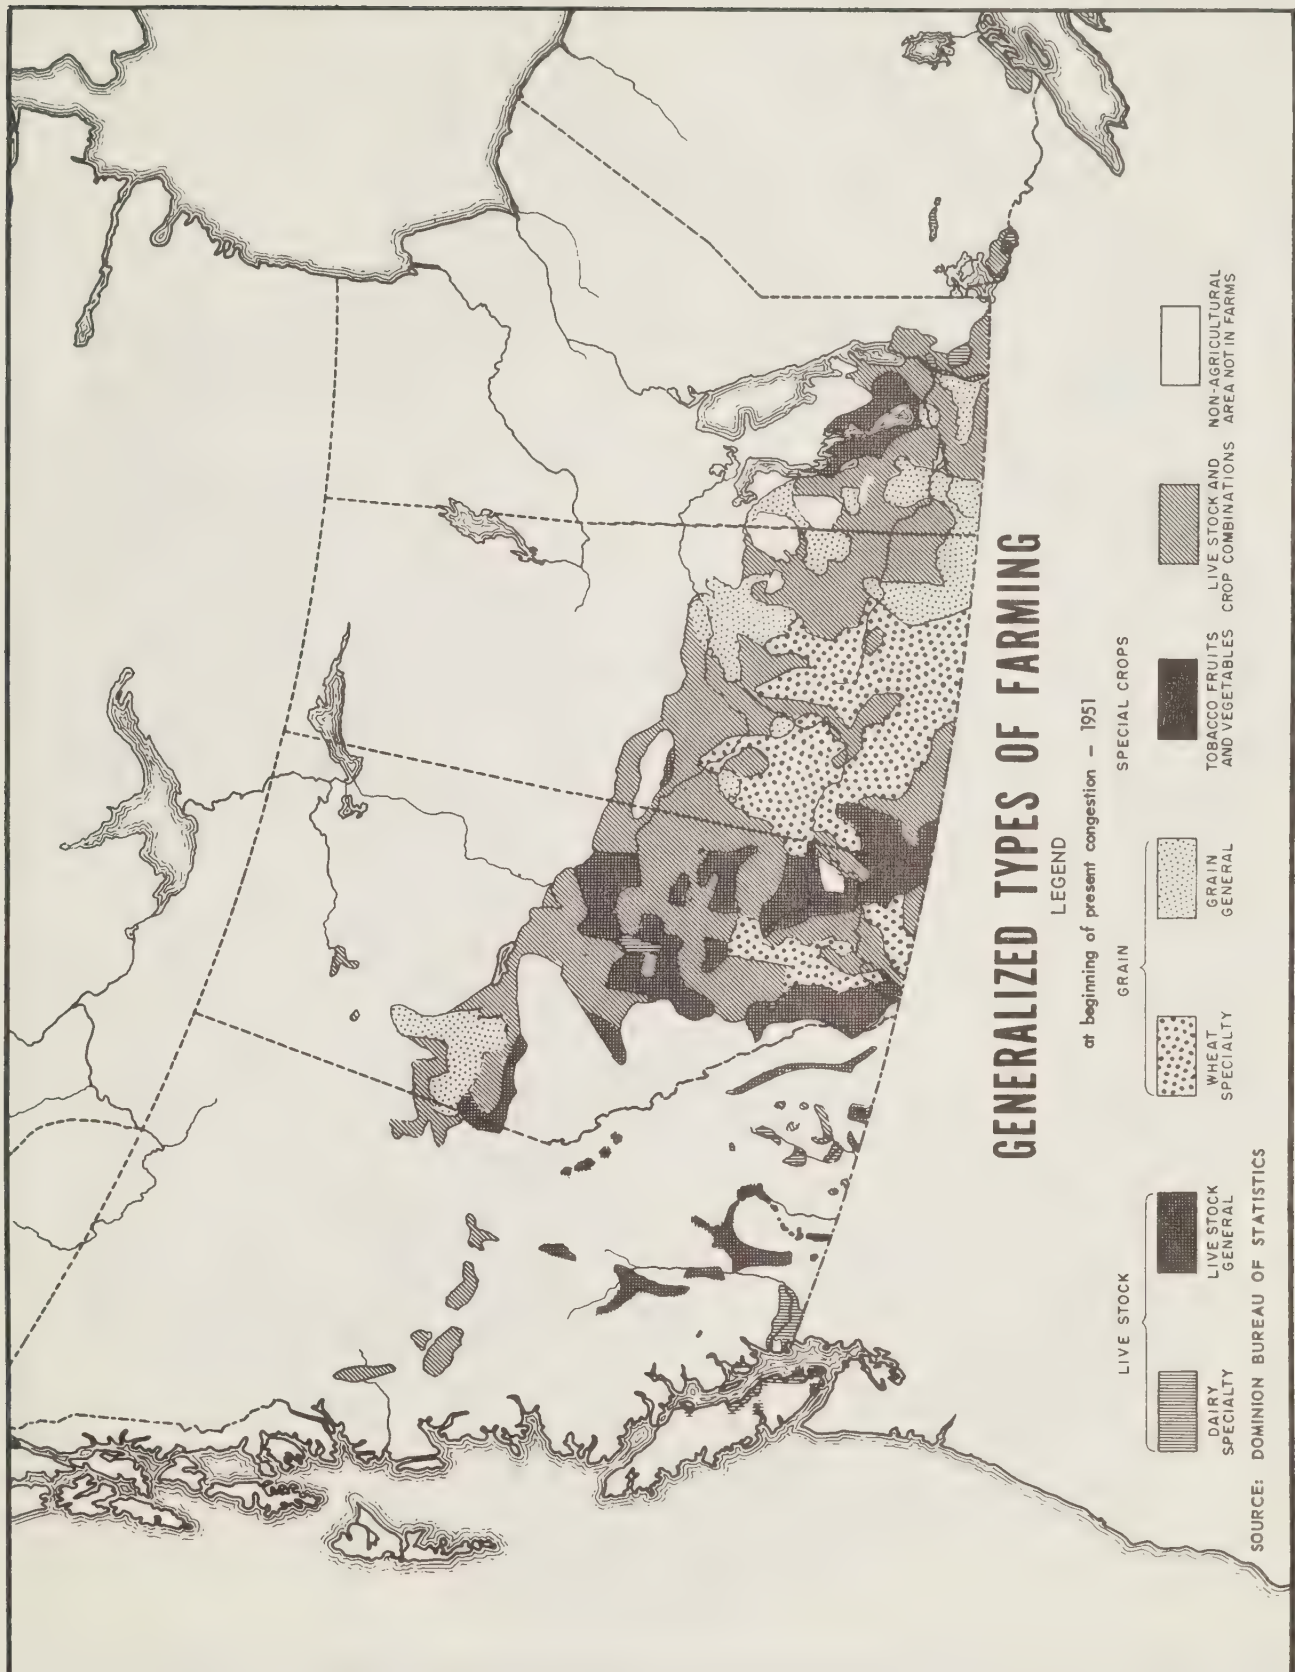 GENERALIZED TYPES OF FARMING
LEGEND
at beginning of present congestion – 1951
LIVE STOCK
GRAIN
SPECIAL CROPS
DAIRY
SPECIALTY
LIVE STOCK
GENERAL
WHEAT
SPECIALTY
GRAIN
GENERAL
TOBACCO FRUITS
AND VEGETABLES
LIVE STOCK AND
CROP COMBINATIONS
NON-AGRICULTURAL
AREA NOT IN FARMS
SOURCE: DOMINION BUREAU OF STATISTICS